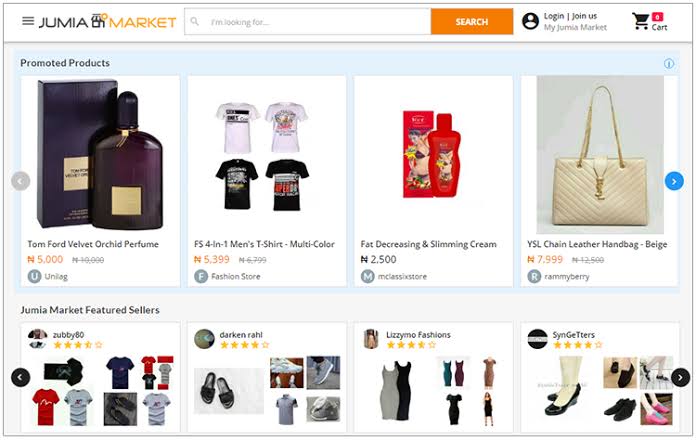 JUMIA MARKET
I'm looking for...
SEARCH
Login | Join us
My Jumia Market
0
Cart
Promoted Products
TOM FORD
VELVET ORCHID
Tom Ford Velvet Orchid Perfume
₦ 5,000 ₦ 10,000
U Unilag
FS 4-In-1 Men's T-Shirt - Multi-Color
₦ 5,399 ₦ 6,799
F Fashion Store
Fat Decreasing & Slimming Cream
₦ 2,500
M mclassixstore
YSL Chain Leather Handbag - Beige
₦ 7,999 ₦ 12,500
R rammyberry
Jumia Market Featured Sellers
zubby80
darken rahl
Lizzymo Fashions
SynGeTters